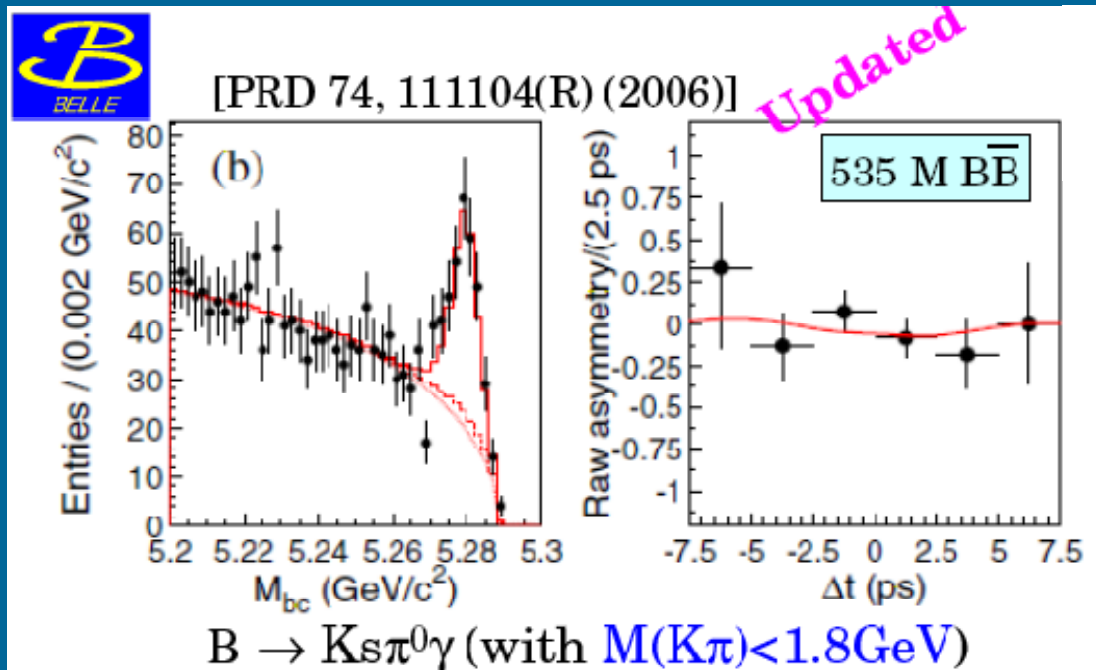 B
BELLE
[PRD 74, 111104(R) (2006)]
Updated
(b)
Entries / (0.002 GeV/c²)
80
70
60
50
40
30
20
10
0
5.2 5.22 5.24 5.26 5.28 5.3
M_bc (GeV/c²)
535 M BB̅
Raw asymmetry/(2.5 ps)
1
0.75
0.5
0.25
0
-0.25
-0.5
-0.75
-1
-7.5 -5 -2.5 0 2.5 5 7.5
Δt (ps)
B → Ksπ⁰γ (with M(Kπ)<1.8GeV)